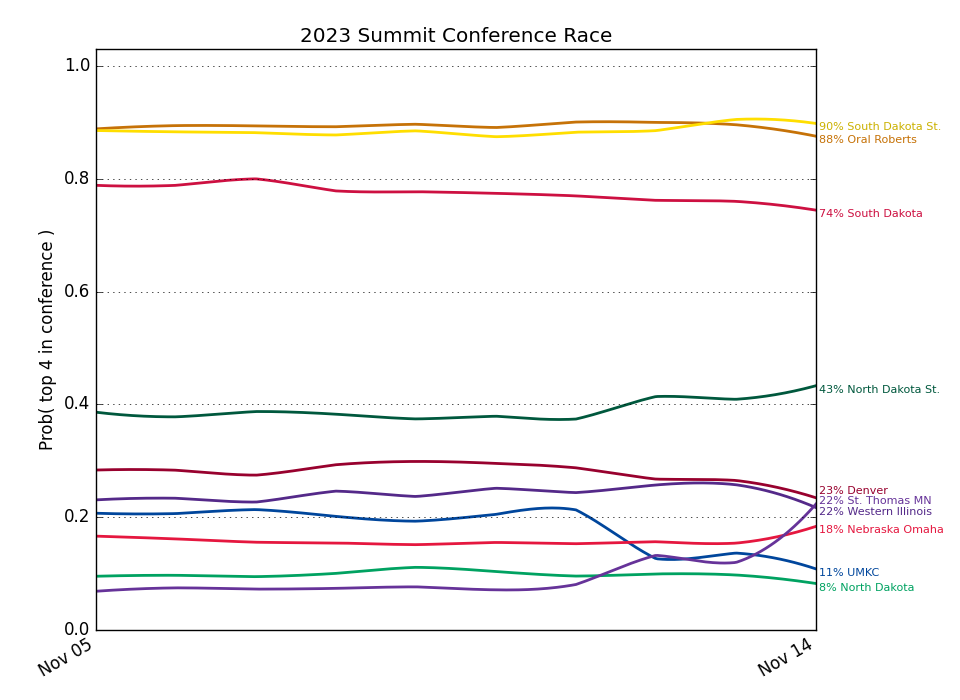 2023 Summit Conference Race
Prob( top 4 in conference )
1.0
0.8
0.6
0.4
0.2
0.0
Nov 05
Nov 14
90% South Dakota St.
88% Oral Roberts
74% South Dakota
43% North Dakota St.
23% Denver
22% St. Thomas MN
22% Western Illinois
18% Nebraska Omaha
11% UMKC
8% North Dakota